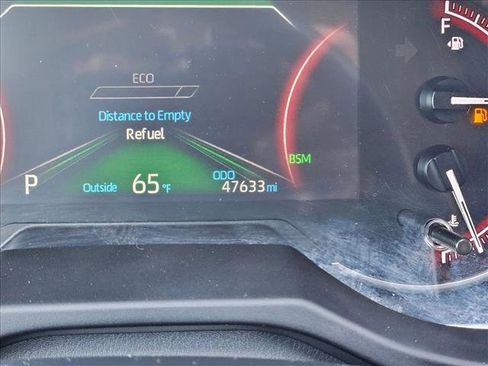 F
ECO
Distance to Empty
Refuel
BSM
P Outside 65°F ODO 47633 mi